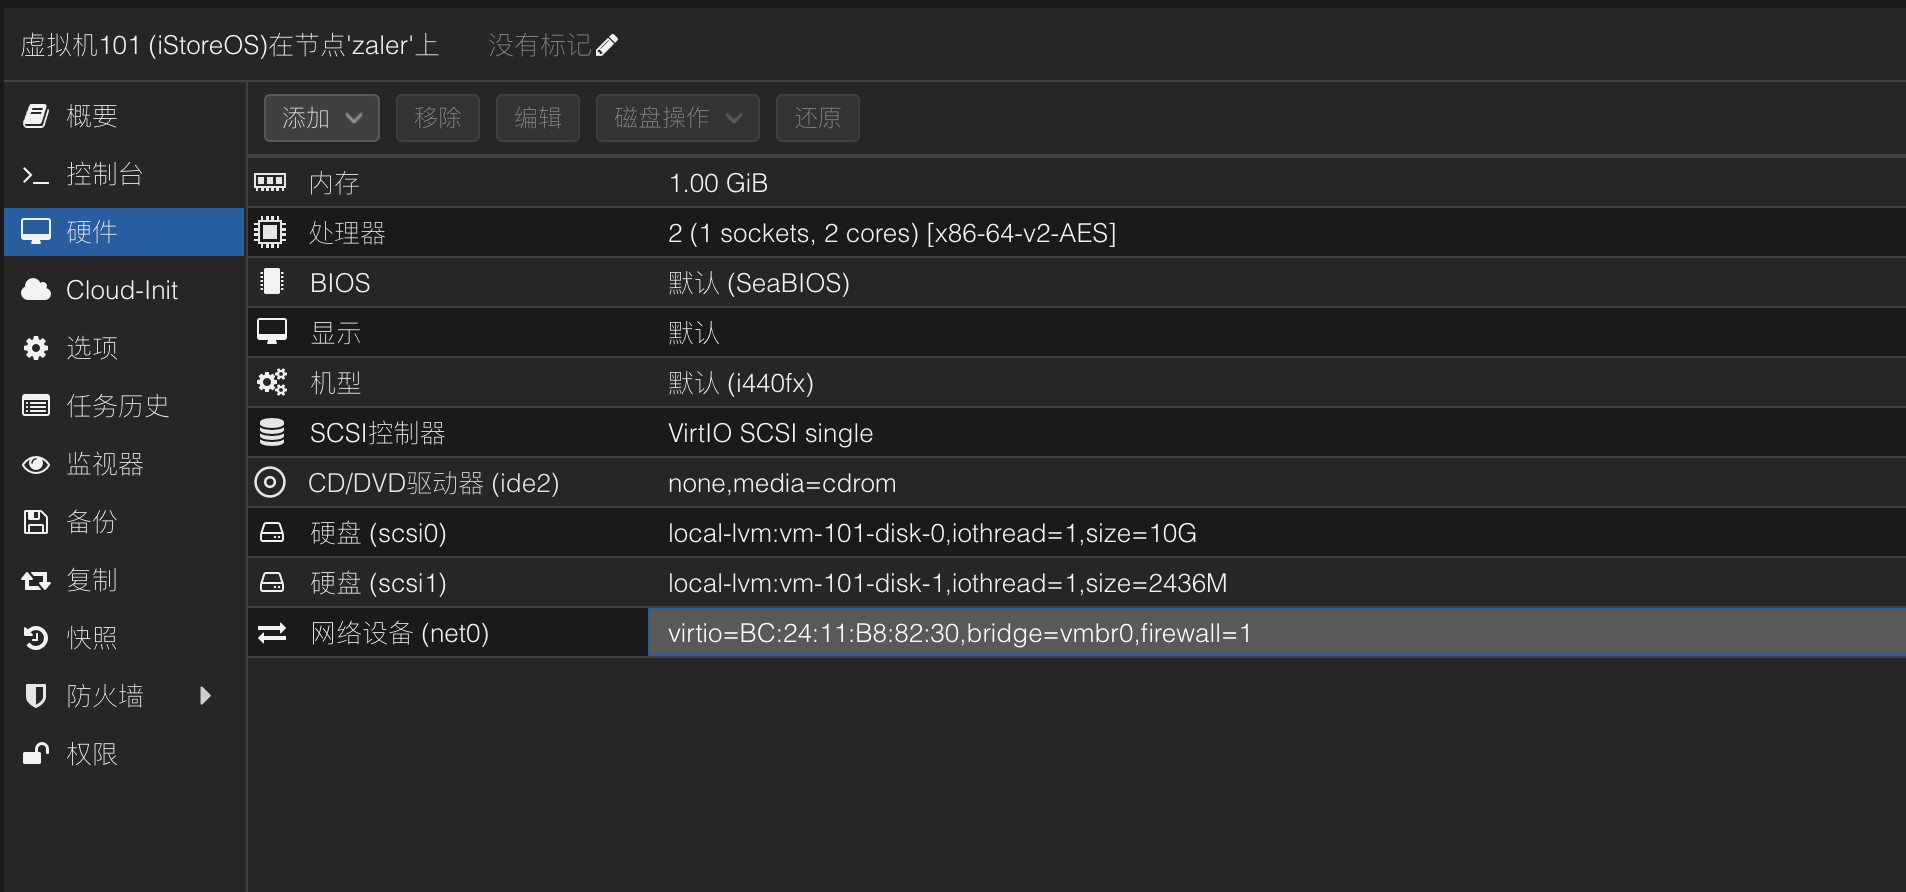 虚拟机101 (iStoreOS)在节点'zaler'上 没有标记
概要
控制台
硬件
Cloud-Init
选项
任务历史
监视器
备份
复制
快照
防火墙
权限
添加 移除 编辑 磁盘操作 还原
内存 1.00 GiB
处理器 2 (1 sockets, 2 cores) [x86-64-v2-AES]
BIOS 默认 (SeaBIOS)
显示 默认
机型 默认 (i440fx)
SCSI控制器 VirtIO SCSI single
CD/DVD驱动器 (ide2) none,media=cdrom
硬盘 (scsi0) local-lvm:vm-101-disk-0,iothread=1,size=10G
硬盘 (scsi1) local-lvm:vm-101-disk-1,iothread=1,size=2436M
网络设备 (net0) virtio=BC:24:11:B8:82:30,bridge=vmbr0,firewall=1